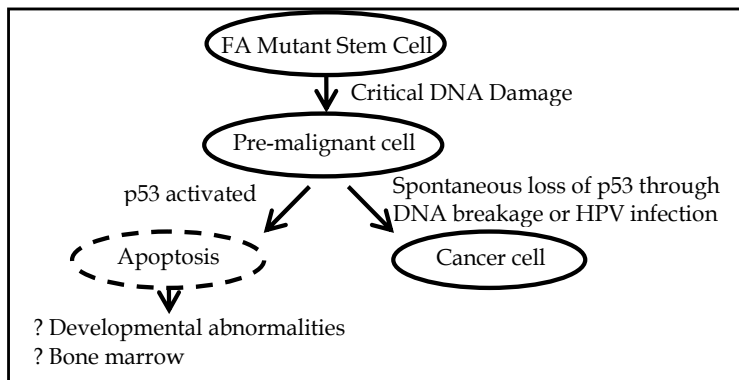 FA Mutant Stem Cell
Critical DNA Damage
Pre-malignant cell
p53 activated
Spontaneous loss of p53 through
DNA breakage or HPV infection
Apoptosis
Cancer cell
? Developmental abnormalities
? Bone marrow